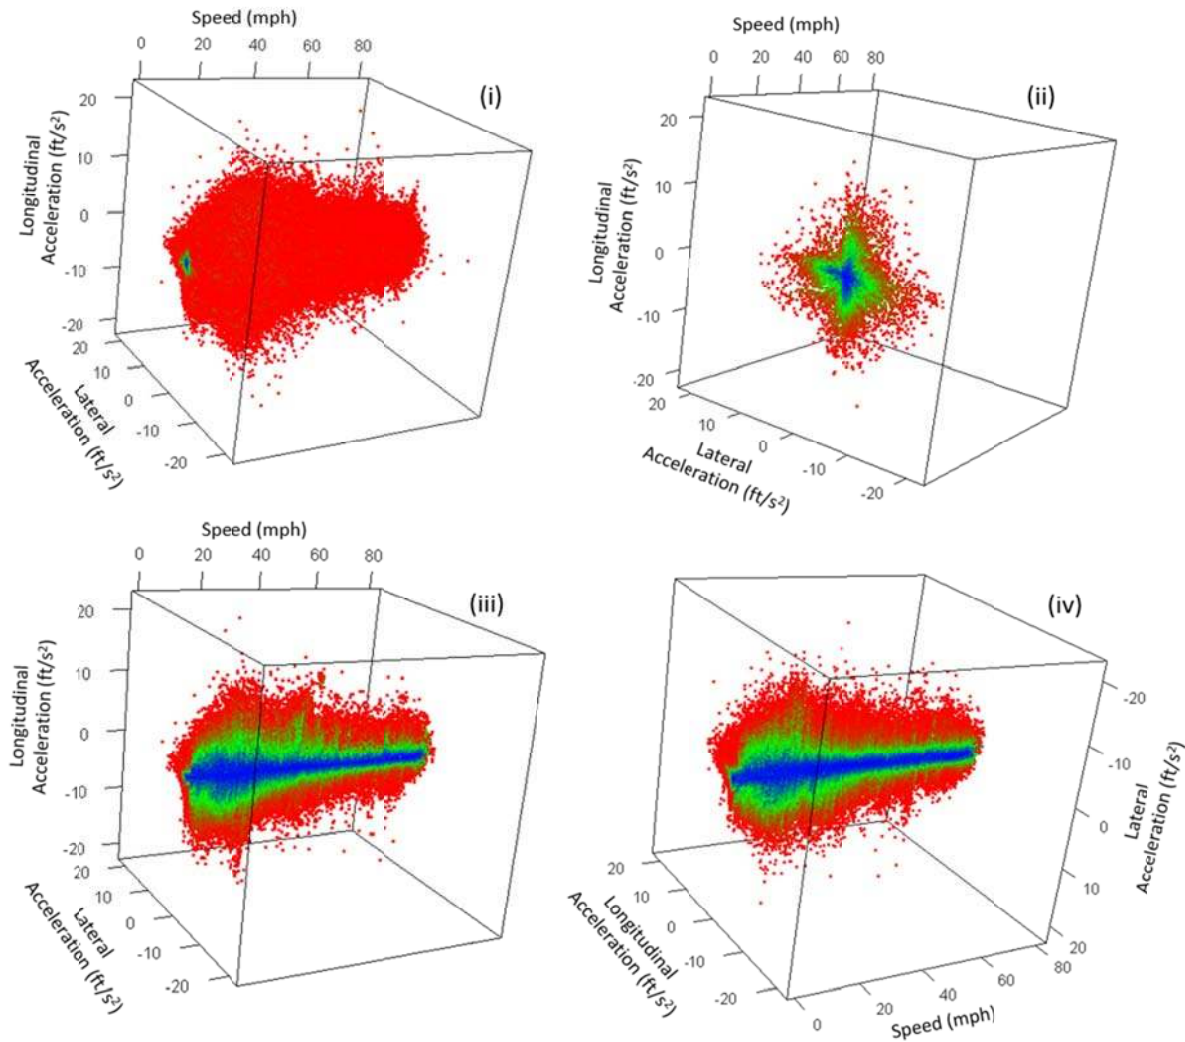 Speed (mph)
0 20 40 60 80
(i)
20
10
0
-10
-20
Longitudinal
Acceleration (ft/s²)
20
10
0
-10
-20
Lateral
Acceleration (ft/s²)
Speed (mph)
0 20 40 60 80
(ii)
20
10
0
-10
-20
Longitudinal
Acceleration (ft/s²)
20
10
0
-10
-20
Lateral
Acceleration (ft/s²)
Speed (mph)
0 20 40 60 80
(iii)
20
10
0
-10
-20
Longitudinal
Acceleration (ft/s²)
20
10
0
-10
-20
Lateral
Acceleration (ft/s²)
(iv)
-20
-10
0
10
20
Lateral
Acceleration (ft/s²)
20
10
0
-10
-20
Longitudinal
Acceleration (ft/s²)
0 20 40 60 80
Speed (mph)